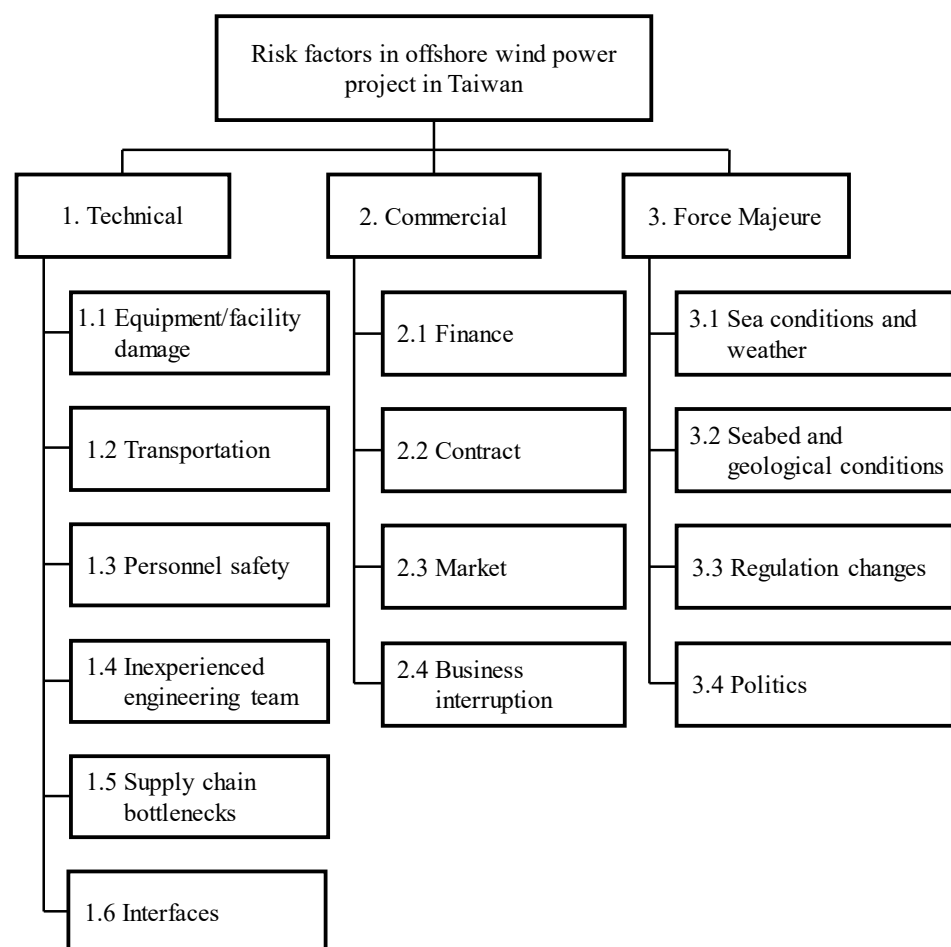 Risk factors in offshore wind power
project in Taiwan
1. Technical
2. Commercial
3. Force Majeure
1.1 Equipment/facility
damage
1.2 Transportation
1.3 Personnel safety
1.4 Inexperienced
engineering team
1.5 Supply chain
bottlenecks
1.6 Interfaces
2.1 Finance
2.2 Contract
2.3 Market
2.4 Business
interruption
3.1 Sea conditions and
weather
3.2 Seabed and
geological conditions
3.3 Regulation changes
3.4 Politics